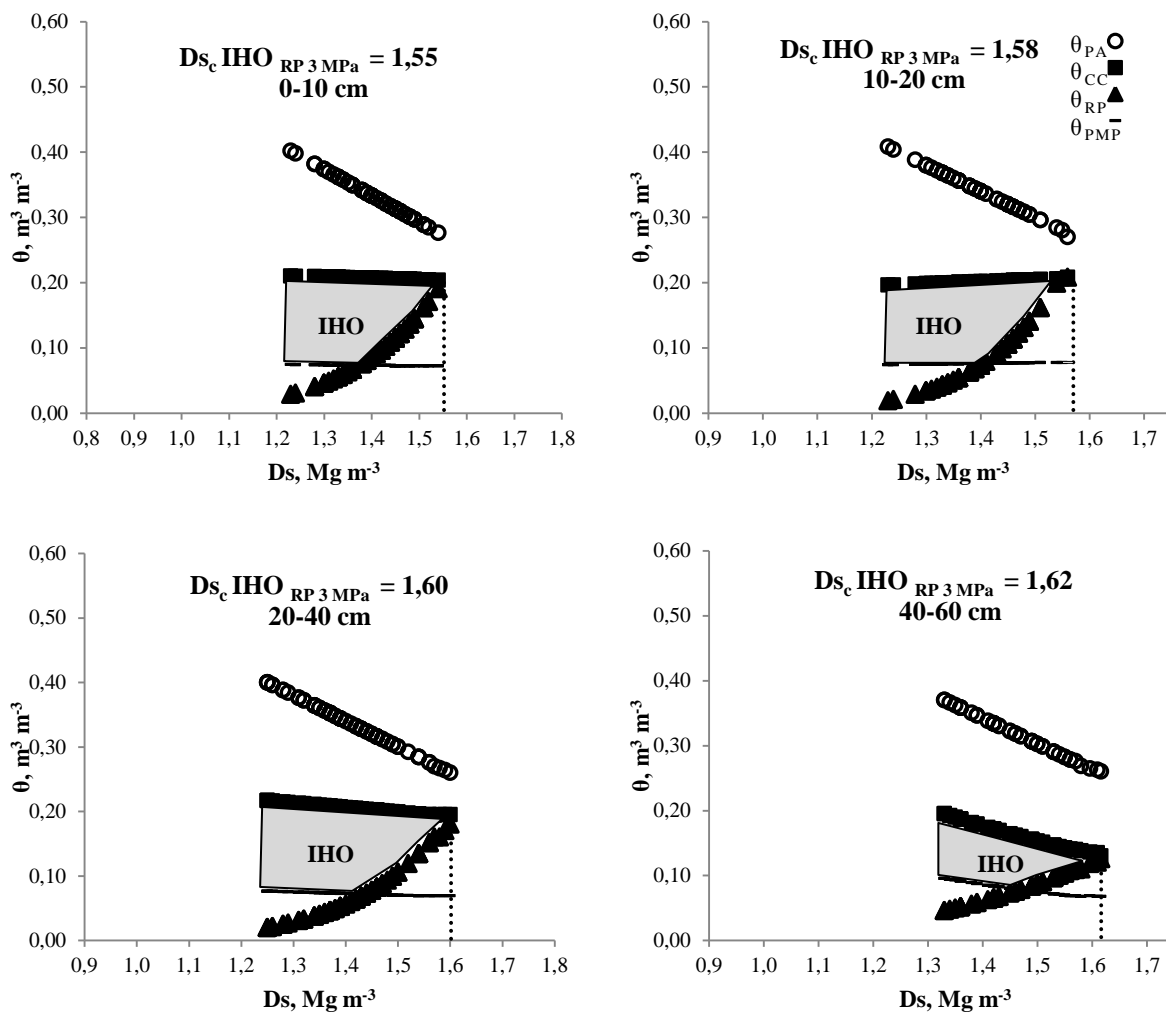 0,60
0,50
0,40
0,30
0,20
0,10
0,00
θ, m³ m⁻³
Ds_c IHO _RP 3 MPa = 1,55
0-10 cm
IHO
0,8 0,9 1,0 1,1 1,2 1,3 1,4 1,5 1,6 1,7 1,8
Ds, Mg m⁻³
0,60
0,50
0,40
0,30
0,20
0,10
0,00
θ, m³ m⁻³
Ds_c IHO _RP 3 MPa = 1,58
10-20 cm
θ_PA
θ_CC
θ_RP
θ_PMP
IHO
0,9 1,0 1,1 1,2 1,3 1,4 1,5 1,6 1,7
Ds, Mg m⁻³
0,60
0,50
0,40
0,30
0,20
0,10
0,00
θ, m³ m⁻³
Ds_c IHO _RP 3 MPa = 1,60
20-40 cm
IHO
0,9 1,0 1,1 1,2 1,3 1,4 1,5 1,6 1,7 1,8
Ds, Mg m⁻³
0,60
0,50
0,40
0,30
0,20
0,10
0,00
θ, m³ m⁻³
Ds_c IHO _RP 3 MPa = 1,62
40-60 cm
IHO
0,9 1,0 1,1 1,2 1,3 1,4 1,5 1,6 1,7
Ds, Mg m⁻³